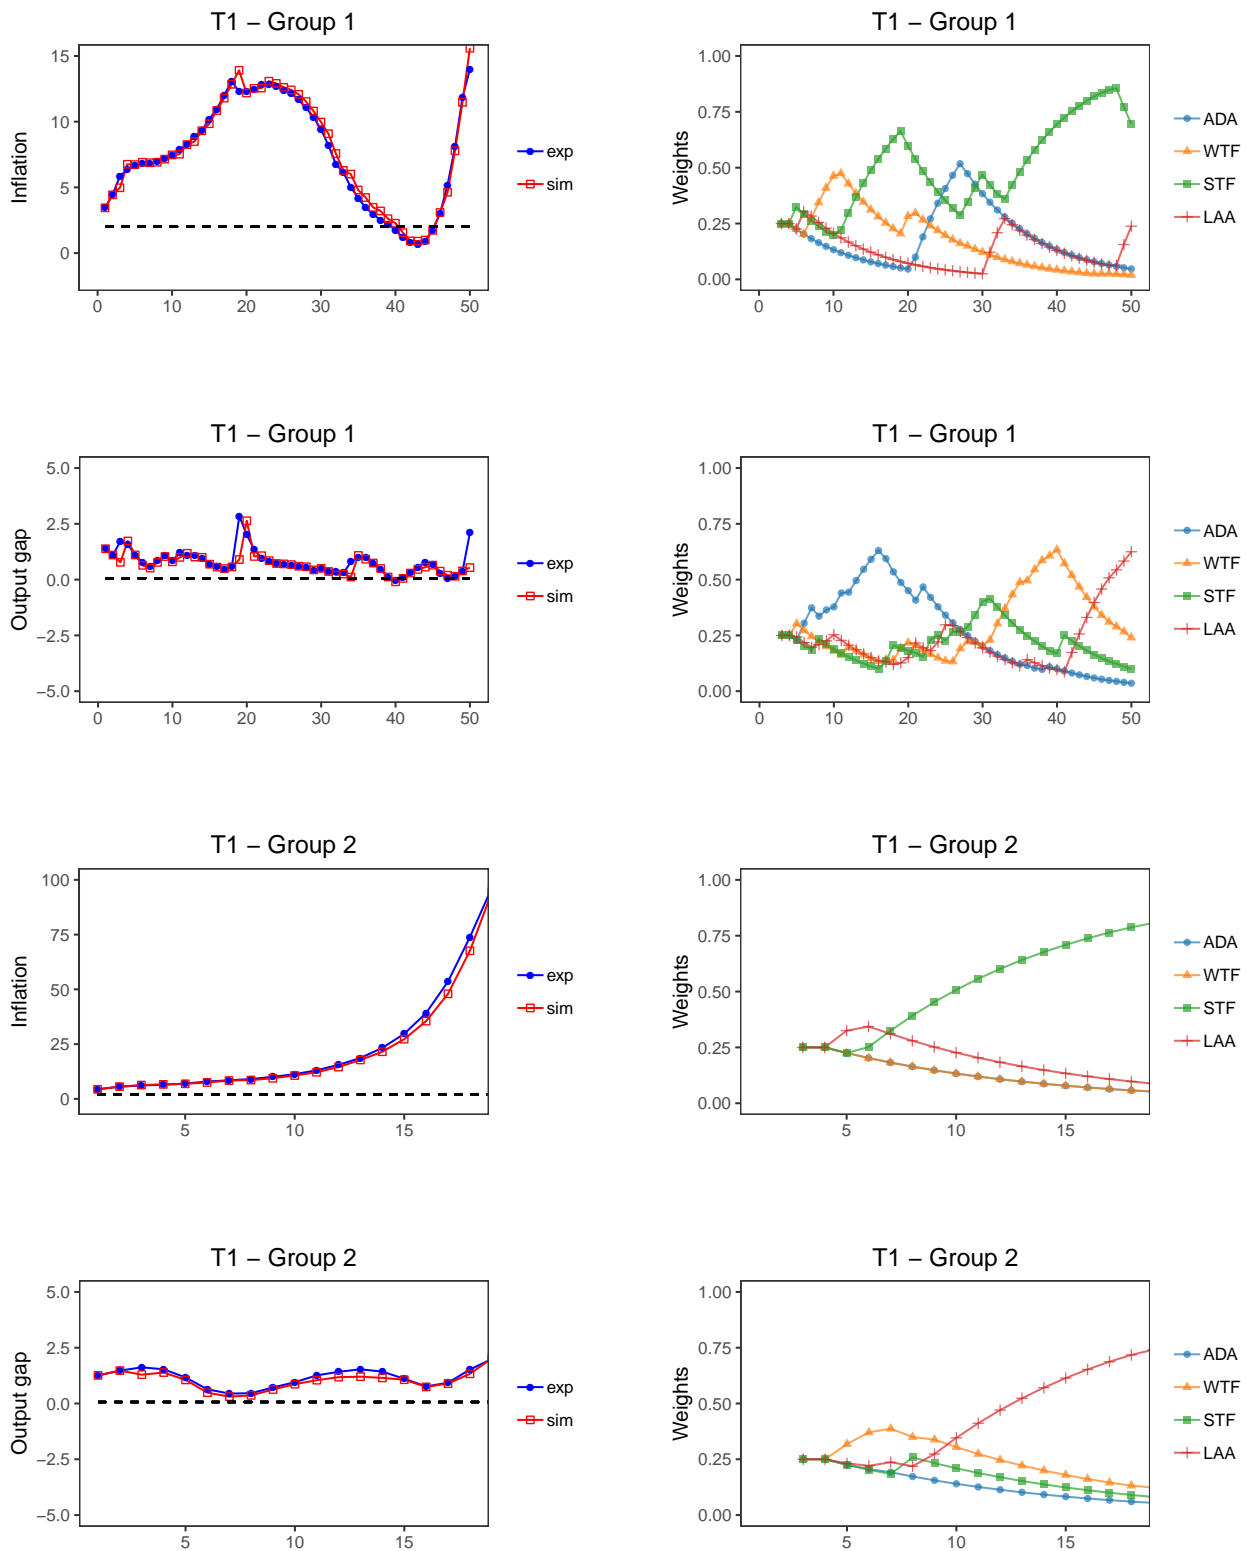 T1 – Group 1
Inflation
15
10
5
0
0 10 20 30 40 50
exp
sim
T1 – Group 1
Weights
1.00
0.75
0.50
0.25
0.00
0 10 20 30 40 50
ADA
WTF
STF
LAA
T1 – Group 1
Output gap
5.0
2.5
0.0
−2.5
−5.0
0 10 20 30 40 50
exp
sim
T1 – Group 1
Weights
1.00
0.75
0.50
0.25
0.00
0 10 20 30 40 50
ADA
WTF
STF
LAA
T1 – Group 2
Inflation
100
75
50
25
0
5 10 15
exp
sim
T1 – Group 2
Weights
1.00
0.75
0.50
0.25
0.00
5 10 15
ADA
WTF
STF
LAA
T1 – Group 2
Output gap
5.0
2.5
0.0
−2.5
−5.0
5 10 15
exp
sim
T1 – Group 2
Weights
1.00
0.75
0.50
0.25
0.00
5 10 15
ADA
WTF
STF
LAA